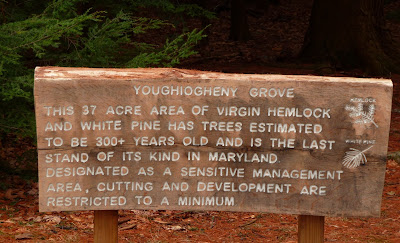 YOUGHIOGHENY GROVE
THIS 37 ACRE AREA OF VIRGIN HEMLOCK
AND WHITE PINE HAS TREES ESTIMATED
TO BE 300+ YEARS OLD AND IS THE LAST
STAND OF ITS KIND IN MARYLAND.
DESIGNATED AS A SENSITIVE MANAGEMENT
AREA, CUTTING AND DEVELOPMENT ARE
RESTRICTED TO A MINIMUM
HEMLOCK
WHITE PINE